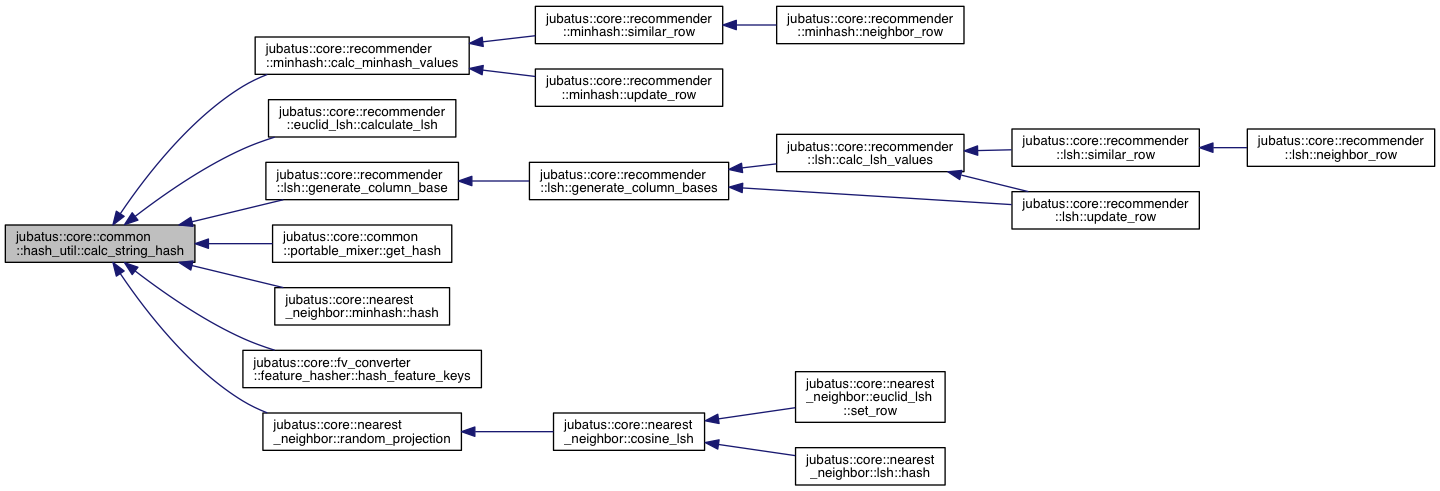 jubatus::core::recommender
::minhash::similar_row
jubatus::core::recommender
::minhash::neighbor_row
jubatus::core::recommender
::minhash::calc_minhash_values
jubatus::core::recommender
::minhash::update_row
jubatus::core::recommender
::euclid_lsh::calculate_lsh
jubatus::core::recommender
::lsh::calc_lsh_values
jubatus::core::recommender
::lsh::similar_row
jubatus::core::recommender
::lsh::neighbor_row
jubatus::core::recommender
::lsh::generate_column_base
jubatus::core::recommender
::lsh::generate_column_bases
jubatus::core::recommender
::lsh::update_row
jubatus::core::common
::hash_util::calc_string_hash
jubatus::core::common
::portable_mixer::get_hash
jubatus::core::nearest
_neighbor::minhash::hash
jubatus::core::fv_converter
::feature_hasher::hash_feature_keys
jubatus::core::nearest
_neighbor::euclid_lsh
::set_row
jubatus::core::nearest
_neighbor::random_projection
jubatus::core::nearest
_neighbor::cosine_lsh
jubatus::core::nearest
_neighbor::lsh::hash